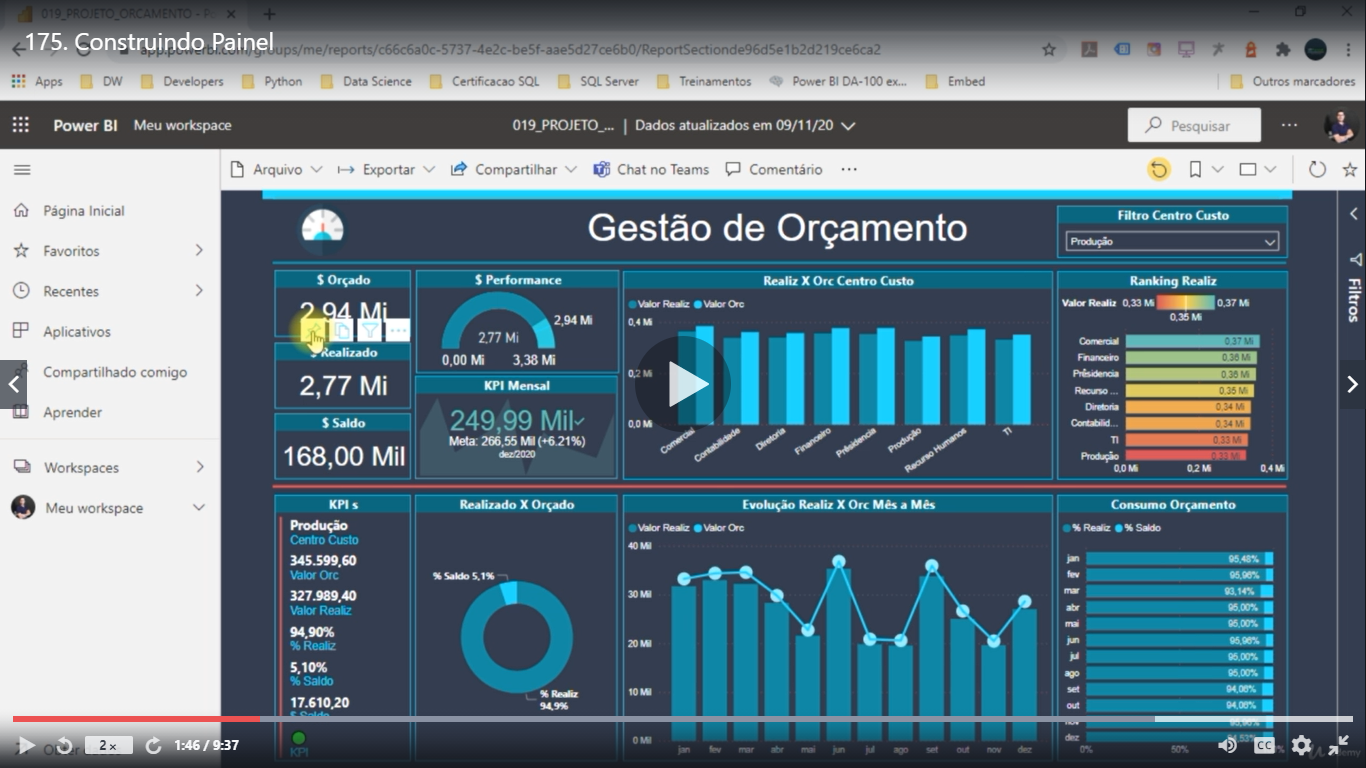 019_PROJETO_ORCAMENTO - P
175. Construindo Painel
app.powerbi.com/groups/me/reports/c66c6a0c-5737-4e2c-be5f-aae5d27ce6b0/ReportSectionde96d5e1b2d219ce6ca2
Apps DW Developers Python Data Science Certificacao SQL SQL Server Treinamentos Power BI DA-100 ex... Embed Outros marcadores
Power BI Meu workspace 019_PROJETO_... | Dados atualizados em 09/11/20 Pesquisar
Arquivo Exportar Compartilhar Chat no Teams Comentário ...
Página Inicial
Favoritos
Recentes
Aplicativos
Compartilhado comigo
Aprender
Workspaces
Meu workspace
Gestão de Orçamento
Filtro Centro Custo
Produção
Filtros
$ Orçado
2,94 Mi
$ Realizado
2,77 Mi
$ Saldo
168,00 Mil
$ Performance
2,77 Mi
2,94 Mi
0,00 Mi 3,38 Mi
KPI Mensal
249,99 Mil
Meta: 266,55 Mil (+6.21%)
dez/2020
Realiz X Orc Centro Custo
Valor Realiz Valor Orc
0,4 Mi
0,2 Mi
0,0 Mi
Comercial Contabilidade Diretoria Financeiro Présidencia Produção Recurso Humanos TI
Ranking Realiz
Valor Realiz 0,33 Mi 0,37 Mi
0,35 Mi
Comercial 0,37 Mi
Financeiro 0,36 Mi
Présidencia 0,36 Mi
Recurso ... 0,35 Mi
Diretoria 0,34 Mi
Contabilid... 0,34 Mi
TI 0,33 Mi
Produção 0,33 Mi
0,0 Mi 0,2 Mi 0,4 Mi
KPI s
Produção
Centro Custo
345.599,60
Valor Orc
327.989,40
Valor Realiz
94,90%
% Realiz
5,10%
% Saldo
17.610,20
$ Saldo
KPI
Realizado X Orçado
% Saldo 5,1%
% Realiz
94,9%
Evolução Realiz X Orc Mês a Mês
Valor Realiz Valor Orc
40 Mil
30 Mil
20 Mil
10 Mil
0 Mil
jan fev mar abr mai jun jul ago set out nov dez
Consumo Orçamento
% Realiz % Saldo
jan 95,48%
fev 95,96%
mar 93,14%
abr 95,00%
mai 95,00%
jun 95,96%
jul 95,00%
ago 95,00%
set 94,06%
out 94,06%
nov 95,96%
dez
0% 50%
2x 1:46 / 9:37
CC